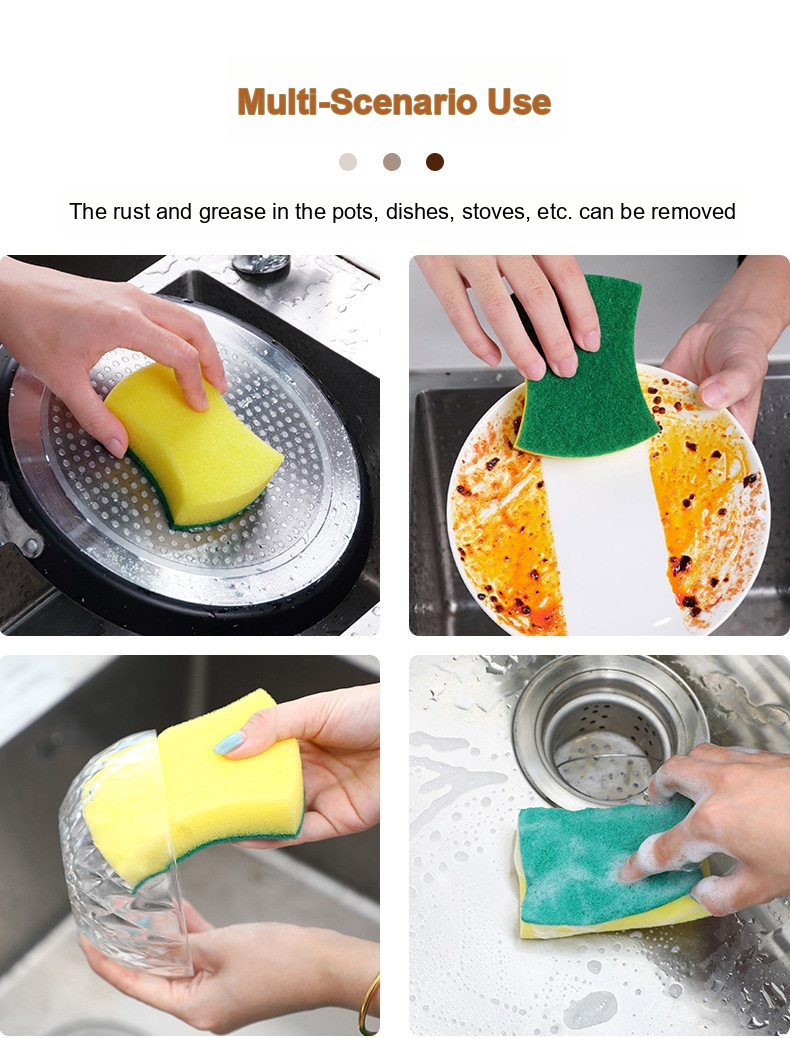 Multi-Scenario Use
The rust and grease in the pots, dishes, stoves, etc. can be removed